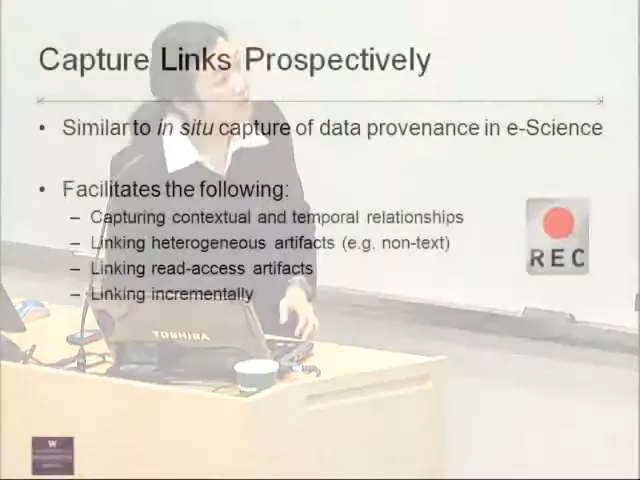 Capture Links Prospectively
• Similar to in situ capture of data provenance in e-Science
• Facilitates the following:
– Capturing contextual and temporal relationships
– Linking heterogeneous artifacts (e.g. non-text)
– Linking read-access artifacts
– Linking incrementally
REC
TOSHIBA
W